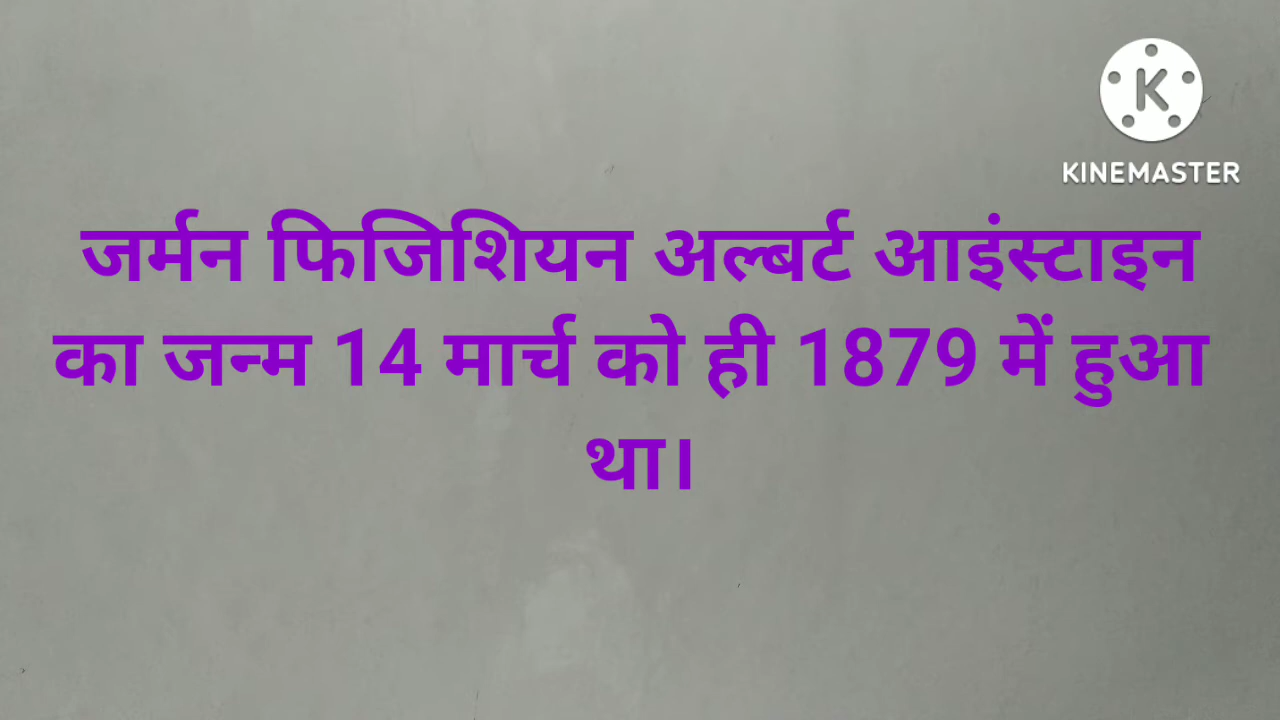 KINEMASTER
जर्मन फिजिशियन अल्बर्ट आइंस्टाइन
का जन्म 14 मार्च को ही 1879 में हुआ
था।